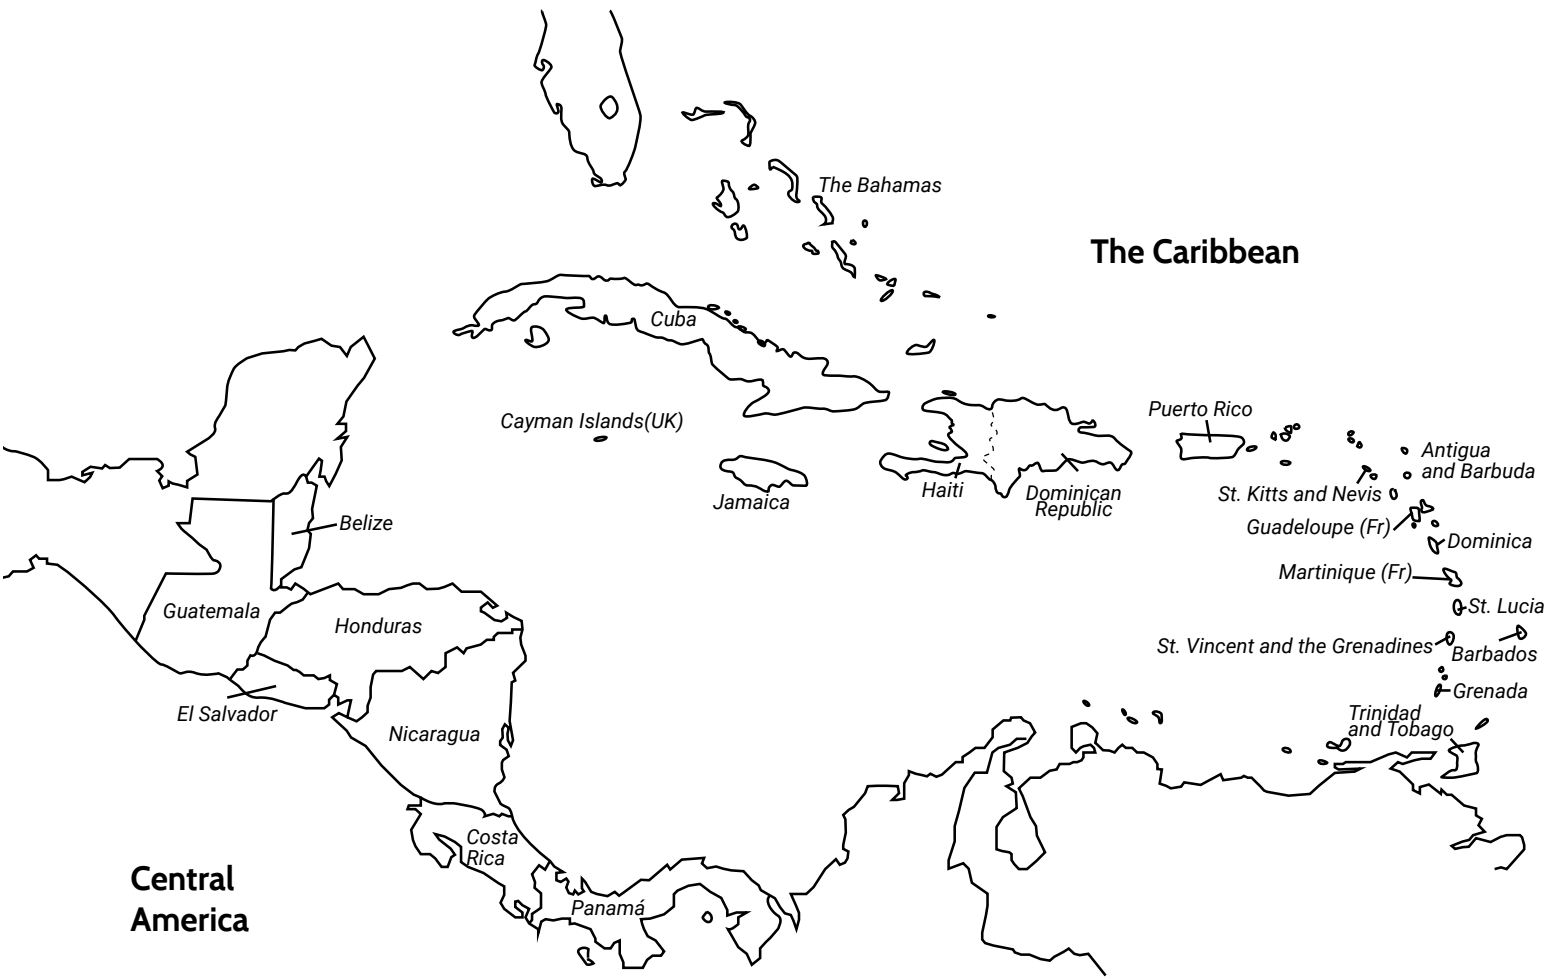 The Bahamas
The Caribbean
Cuba
Cayman Islands(UK)
Puerto Rico
Jamaica
Haiti
Dominican
Republic
Antigua
and Barbuda
St. Kitts and Nevis
Guadeloupe (Fr)
Dominica
Martinique (Fr)
St. Lucia
St. Vincent and the Grenadines
Barbados
Grenada
Trinidad
and Tobago
Belize
Guatemala
Honduras
El Salvador
Nicaragua
Costa
Rica
Panamá
Central
America